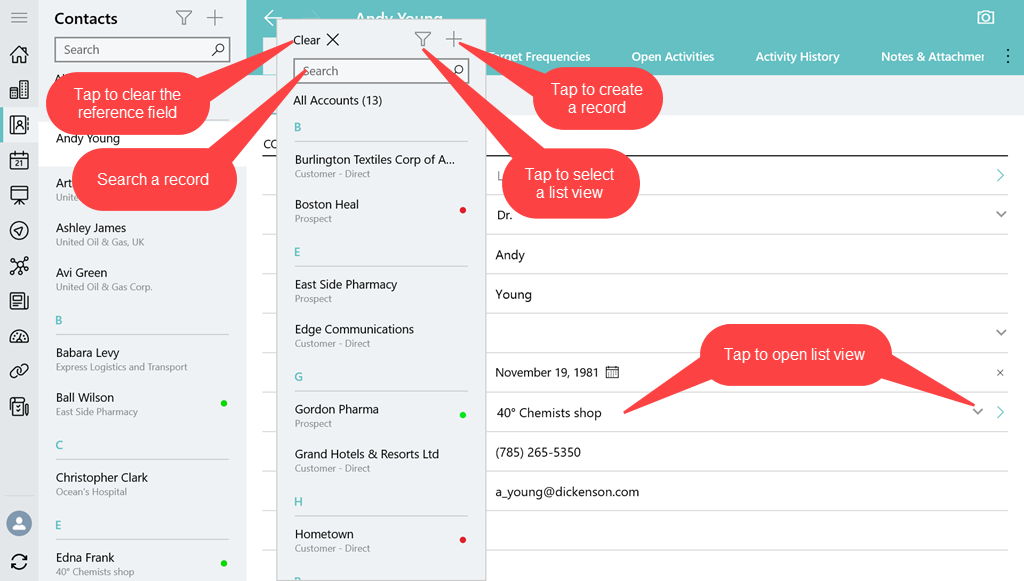 Contacts
Search
Andy Young
Art
Unite
Ashley James
United Oil & Gas, UK
Avi Green
United Oil & Gas Corp.
B
Babara Levy
Express Logistics and Transport
Ball Wilson
East Side Pharmacy
C
Christopher Clark
Ocean's Hospital
E
Edna Frank
40° Chemists shop
21
Tap to clear the
reference field
Search a record
Clear
Search
All Accounts (13)
B
Burlington Textiles Corp of A...
Customer - Direct
Boston Heal
Prospect
E
East Side Pharmacy
Prospect
Edge Communications
Customer - Direct
G
Gordon Pharma
Prospect
Grand Hotels & Resorts Ltd
Customer - Direct
H
Hometown
Customer - Direct
Andy Young
Target Frequencies
Open Activities
Activity History
Notes & Attachmen
Tap to create
a record
Tap to select
a list view
CO
L
Dr.
Andy
Young
Tap to open list view
November 19, 1981
40° Chemists shop
(785) 265-5350
a_young@dickenson.com